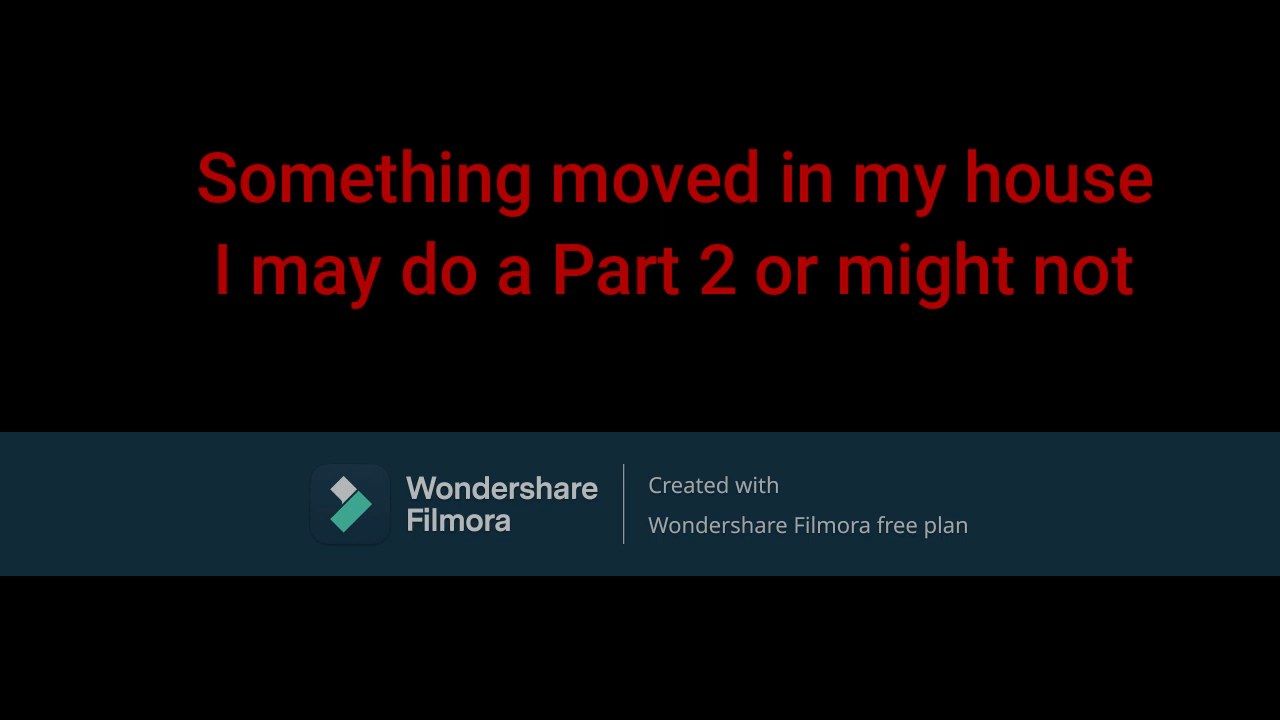 Something moved in my house
I may do a Part 2 or might not
Wondershare
Filmora
Created with
Wondershare Filmora free plan